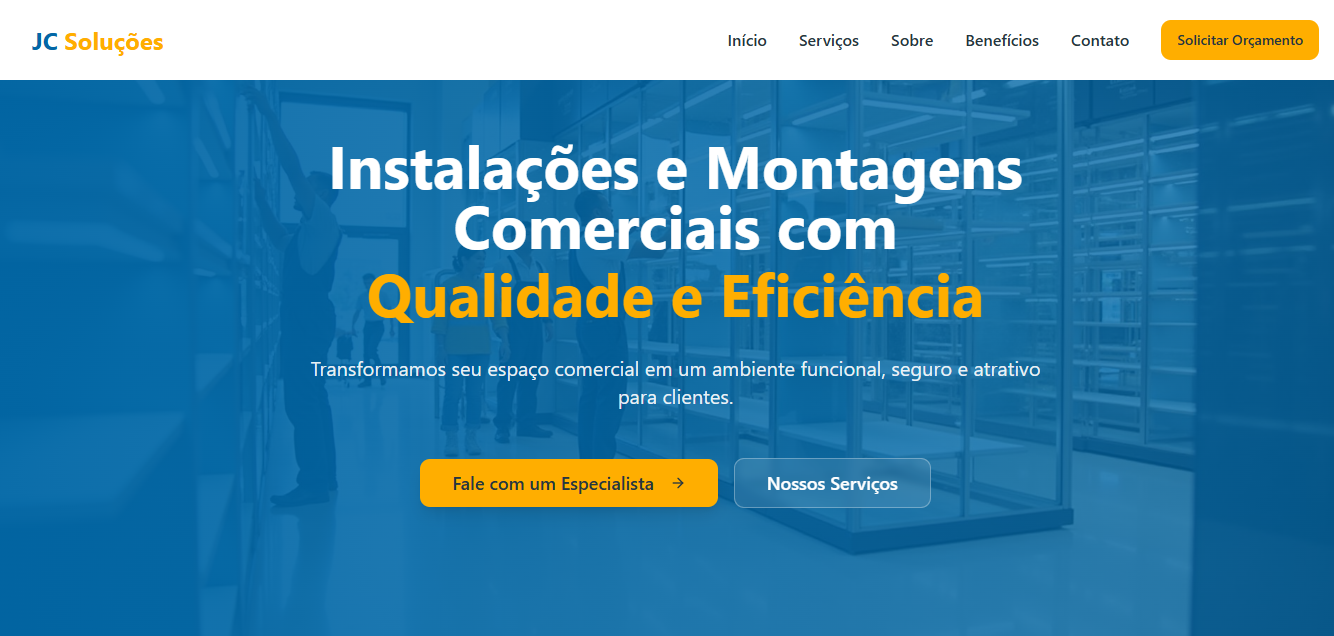 JC Soluções
Início
Serviços
Sobre
Benefícios
Contato
Solicitar Orçamento
Instalações e Montagens
Comerciais com
Qualidade e Eficiência
Transformamos seu espaço comercial em um ambiente funcional, seguro e atrativo
para clientes.
Fale com um Especialista →
Nossos Serviços